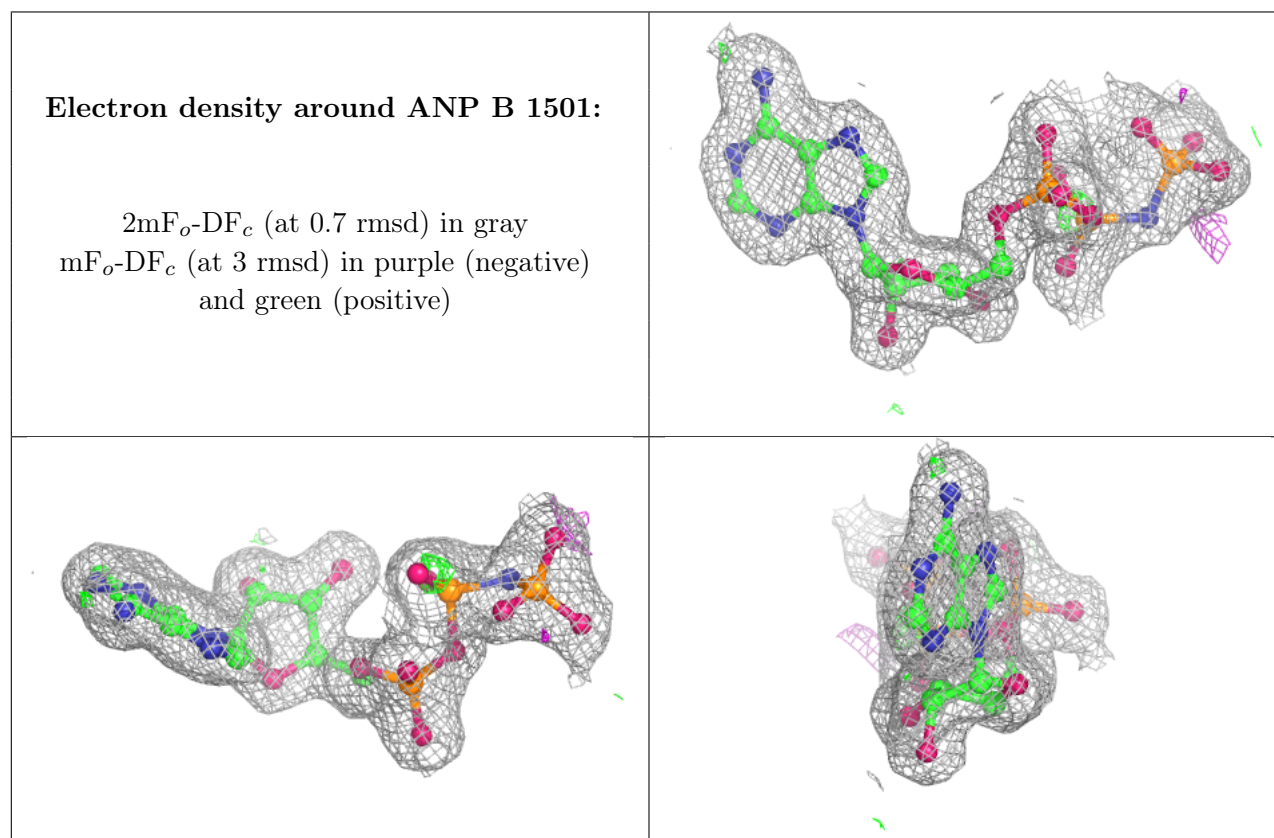 Electron density around ANP B 1501:
2mFo-DFc (at 0.7 rmsd) in gray
mFo-DFc (at 3 rmsd) in purple (negative)
and green (positive)